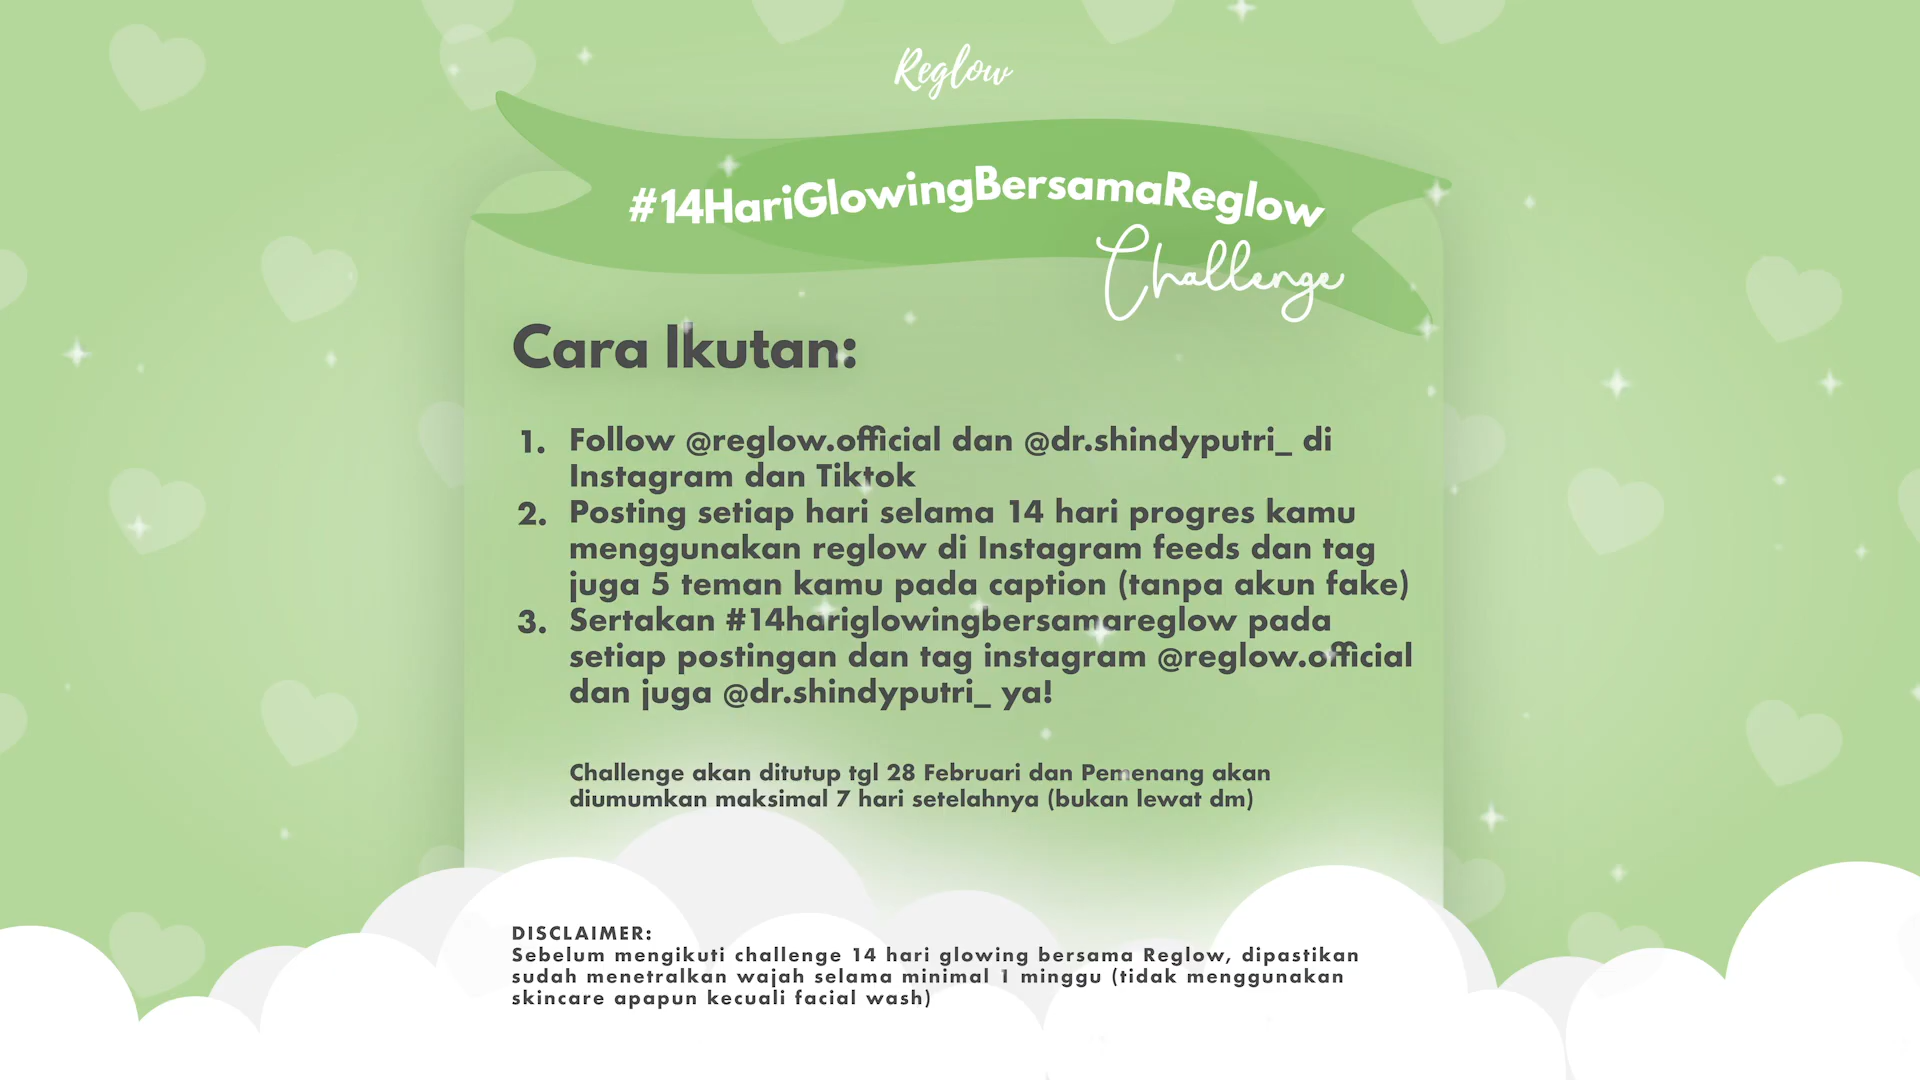 Reglow
#14HariGlowingBersamaReglow
Challenge
Cara Ikutan:
1. Follow @reglow.official dan @dr.shindyputri_ di
Instagram dan Tiktok
2. Posting setiap hari selama 14 hari progres kamu
menggunakan reglow di Instagram feeds dan tag
juga 5 teman kamu pada caption (tanpa akun fake)
3. Sertakan #14hariglowingbersamareglow pada
setiap postingan dan tag instagram @reglow.official
dan juga @dr.shindyputri_ ya!
Challenge akan ditutup tgl 28 Februari dan Pemenang akan
diumumkan maksimal 7 hari setelahnya (bukan lewat dm)
DISCLAIMER:
Sebelum mengikuti challenge 14 hari glowing bersama Reglow, dipastikan
sudah menetralkan wajah selama minimal 1 minggu (tidak menggunakan
skincare apapun kecuali facial wash)